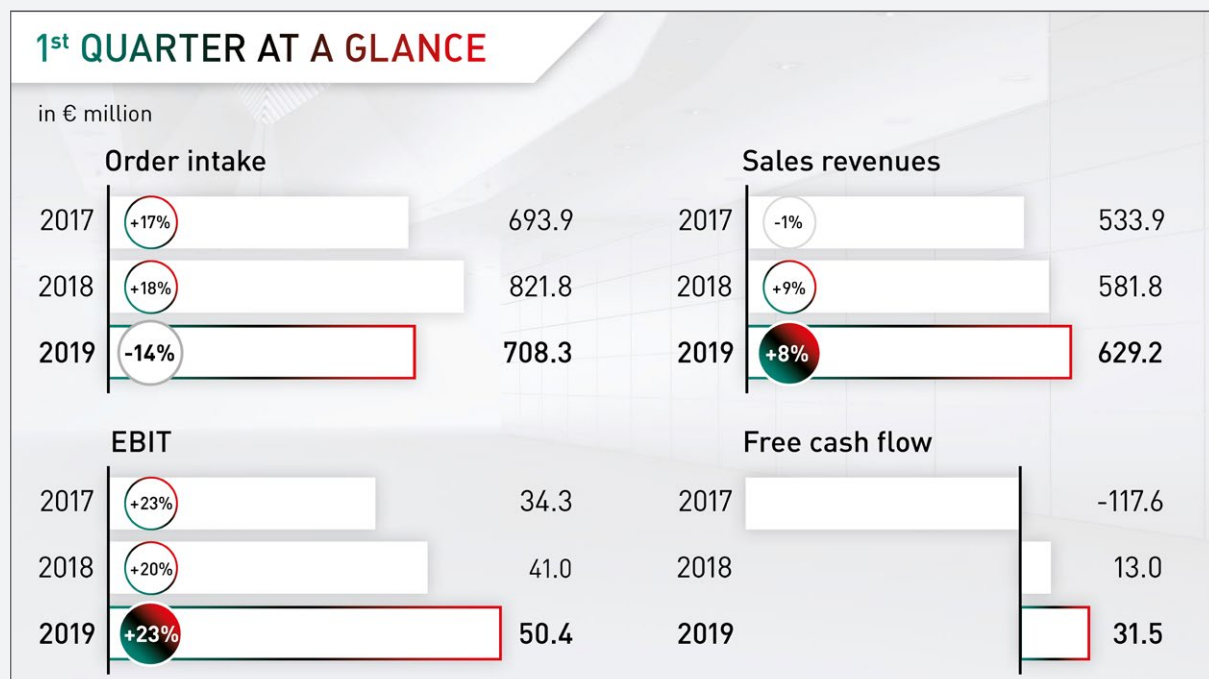 1st QUARTER AT A GLANCE
in € million
Order intake
2017 +17% 693.9
2018 +18% 821.8
2019 -14% 708.3
Sales revenues
2017 -1% 533.9
2018 +9% 581.8
2019 +8% 629.2
EBIT
2017 +23% 34.3
2018 +20% 41.0
2019 +23% 50.4
Free cash flow
2017 -117.6
2018 13.0
2019 31.5